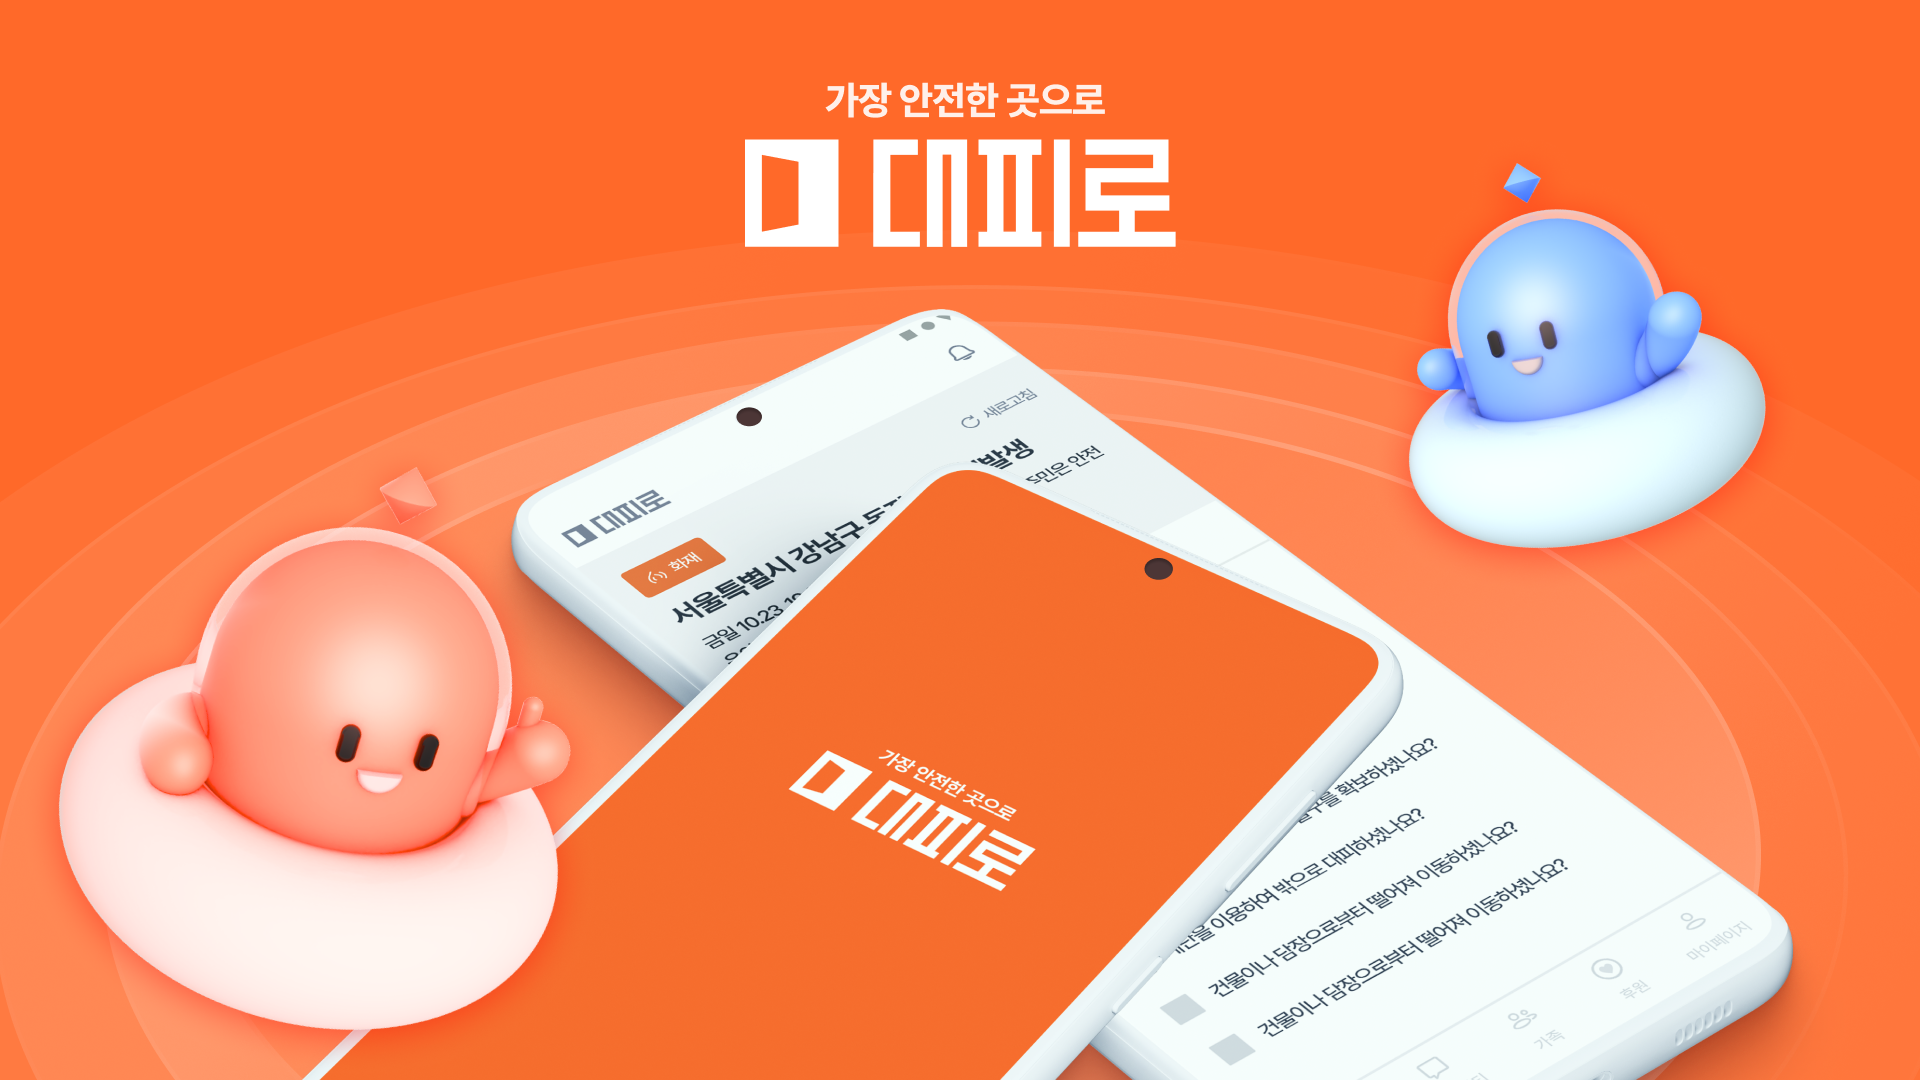 가장 안전한 곳으로
대피로
새로고침
대피로
화재
서울특별시 강남구
발생
금일 10.23
도민은 안전
가장 안전한 곳으로
대피로
확보하셨나요?
이용하여 밖으로 대피하셨나요?
건물이나 담장으로부터 떨어져 이동하셨나요?
건물이나 담장으로부터 떨어져 이동하셨나요?
가족
후원
마이페이지